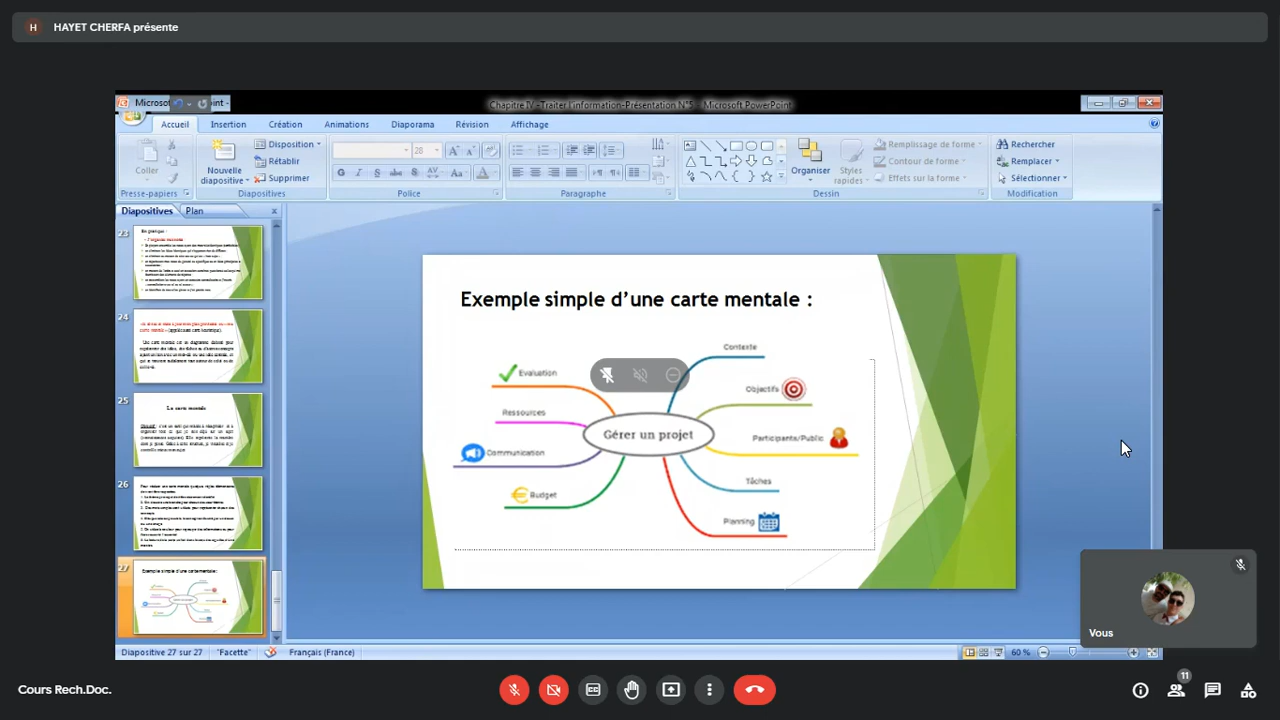 H HAYET CHERFA présente
Chapitre IV -Traiter l'information-Présentation N°5 - Microsoft PowerPoint
Accueil Insertion Création Animations Diaporama Révision Affichage
Coller
Nouvelle
diapositive
Disposition
Rétablir
Supprimer
28
Organiser
Styles
rapides
Remplissage de forme
Contour de forme
Effets sur la forme
Rechercher
Remplacer
Sélectionner
Presse-papiers Diapositives Police Paragraphe Dessin Modification
Diapositives Plan
23
24
25
La carte mentale
26
27
Exemple simple d'une carte mentale :
Exemple simple d'une carte mentale :
Contexte
Evaluation
Objectifs
Ressources
Gérer un projet
Participants/Public
Communication
Tâches
Budget
Planning
Vous
Diapositive 27 sur 27 "Facette" Français (France) 60 %
Cours Rech.Doc.
11